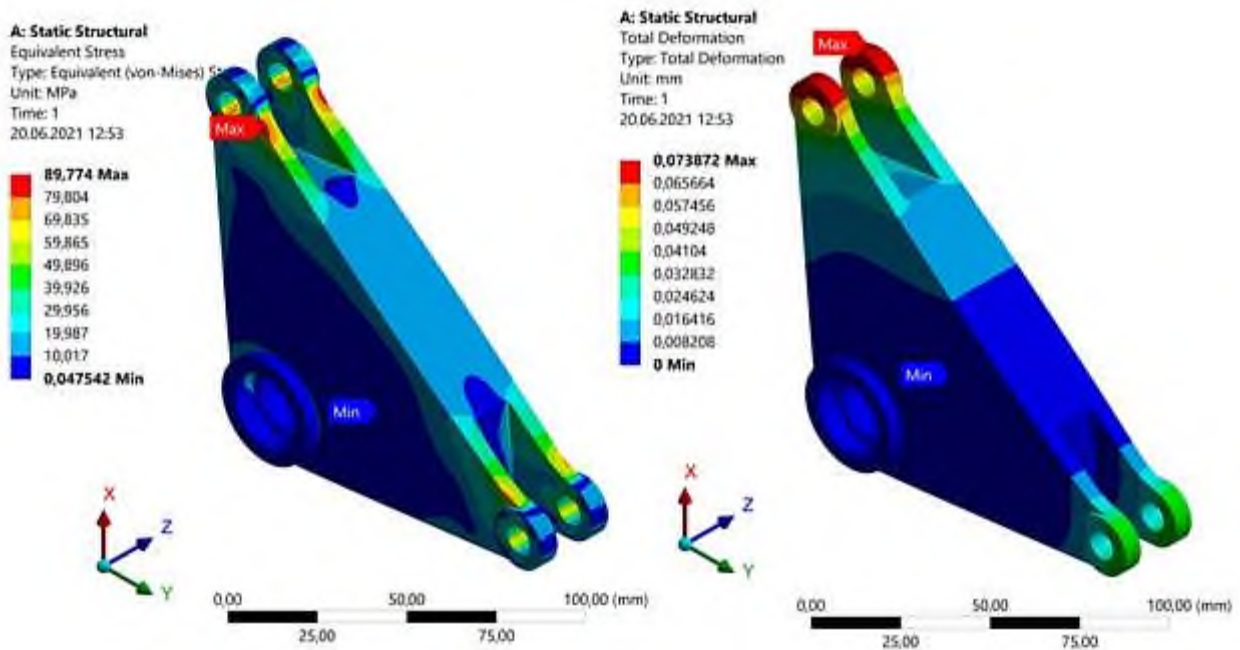 A: Static Structural
Equivalent Stress
Type: Equivalent (von-Mises) St
Unit: MPa
Time: 1
20.06.2021 12:53
89,774 Max
79,804
69,835
59,865
49,896
39,926
29,956
19,987
10,017
0,047542 Min
Max
Min
X
Z
Y
0,00
50,00
100,00 (mm)
25,00
75,00
A: Static Structural
Total Deformation
Type: Total Deformation
Unit: mm
Time: 1
20.06.2021 12:53
0,073872 Max
0,065664
0,057456
0,049248
0,04104
0,032832
0,024624
0,016416
0,008208
0 Min
Max
Min
X
Z
Y
0,00
50,00
100,00 (mm)
25,00
75,00